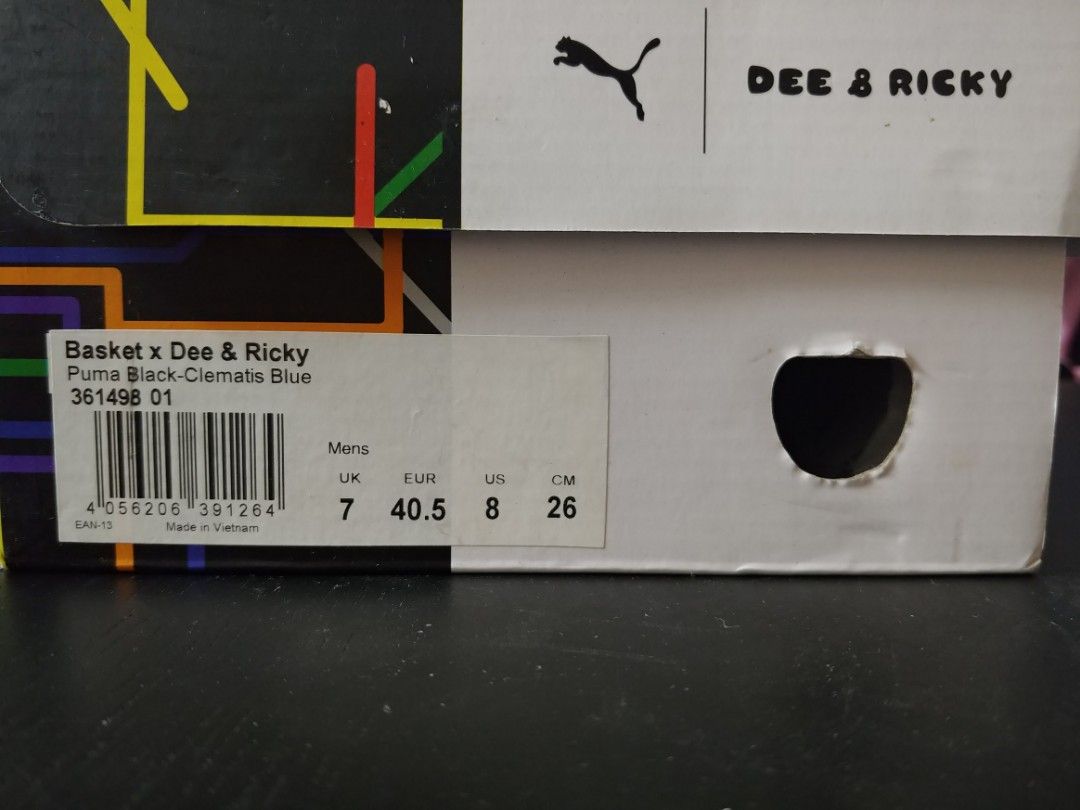 DEE & RICKY
Basket x Dee & Ricky
Puma Black-Clematis Blue
361498 01
Mens
UK EUR US CM
7 40.5 8 26
4 056206 391264
EAN-13 Made in Vietnam